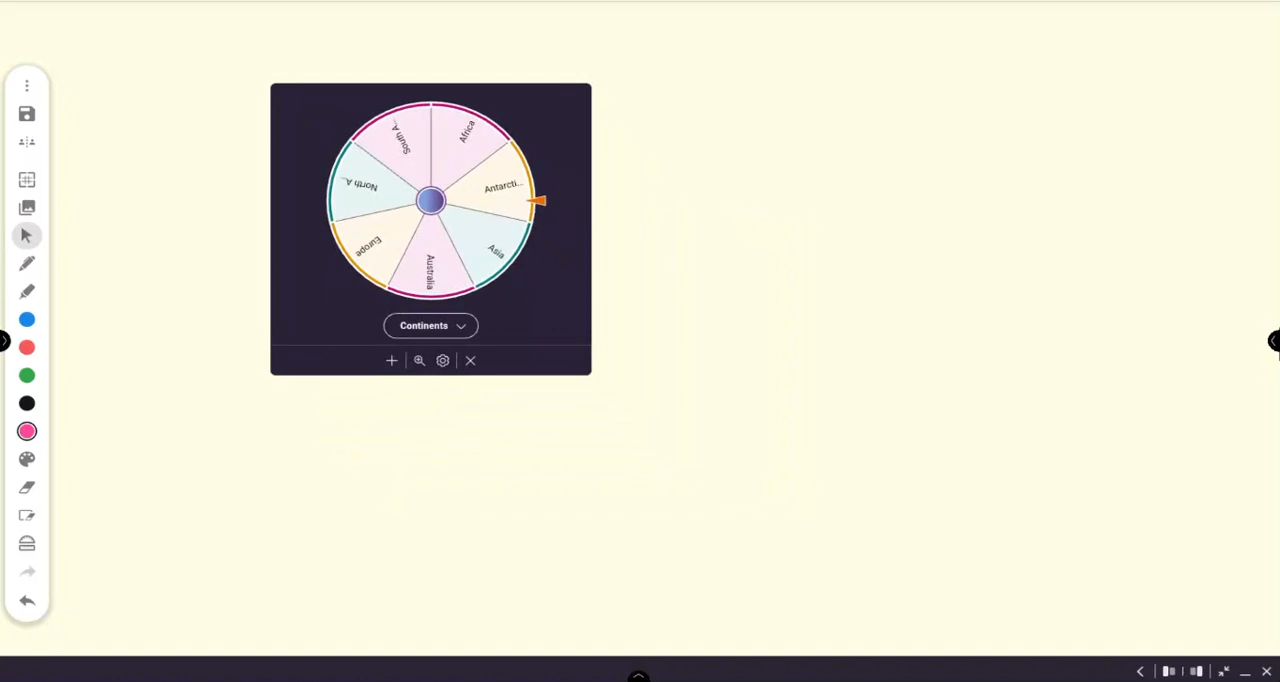 South A...
Africa
North A...
Antarcti...
Europe
Asia
Australia
Continents